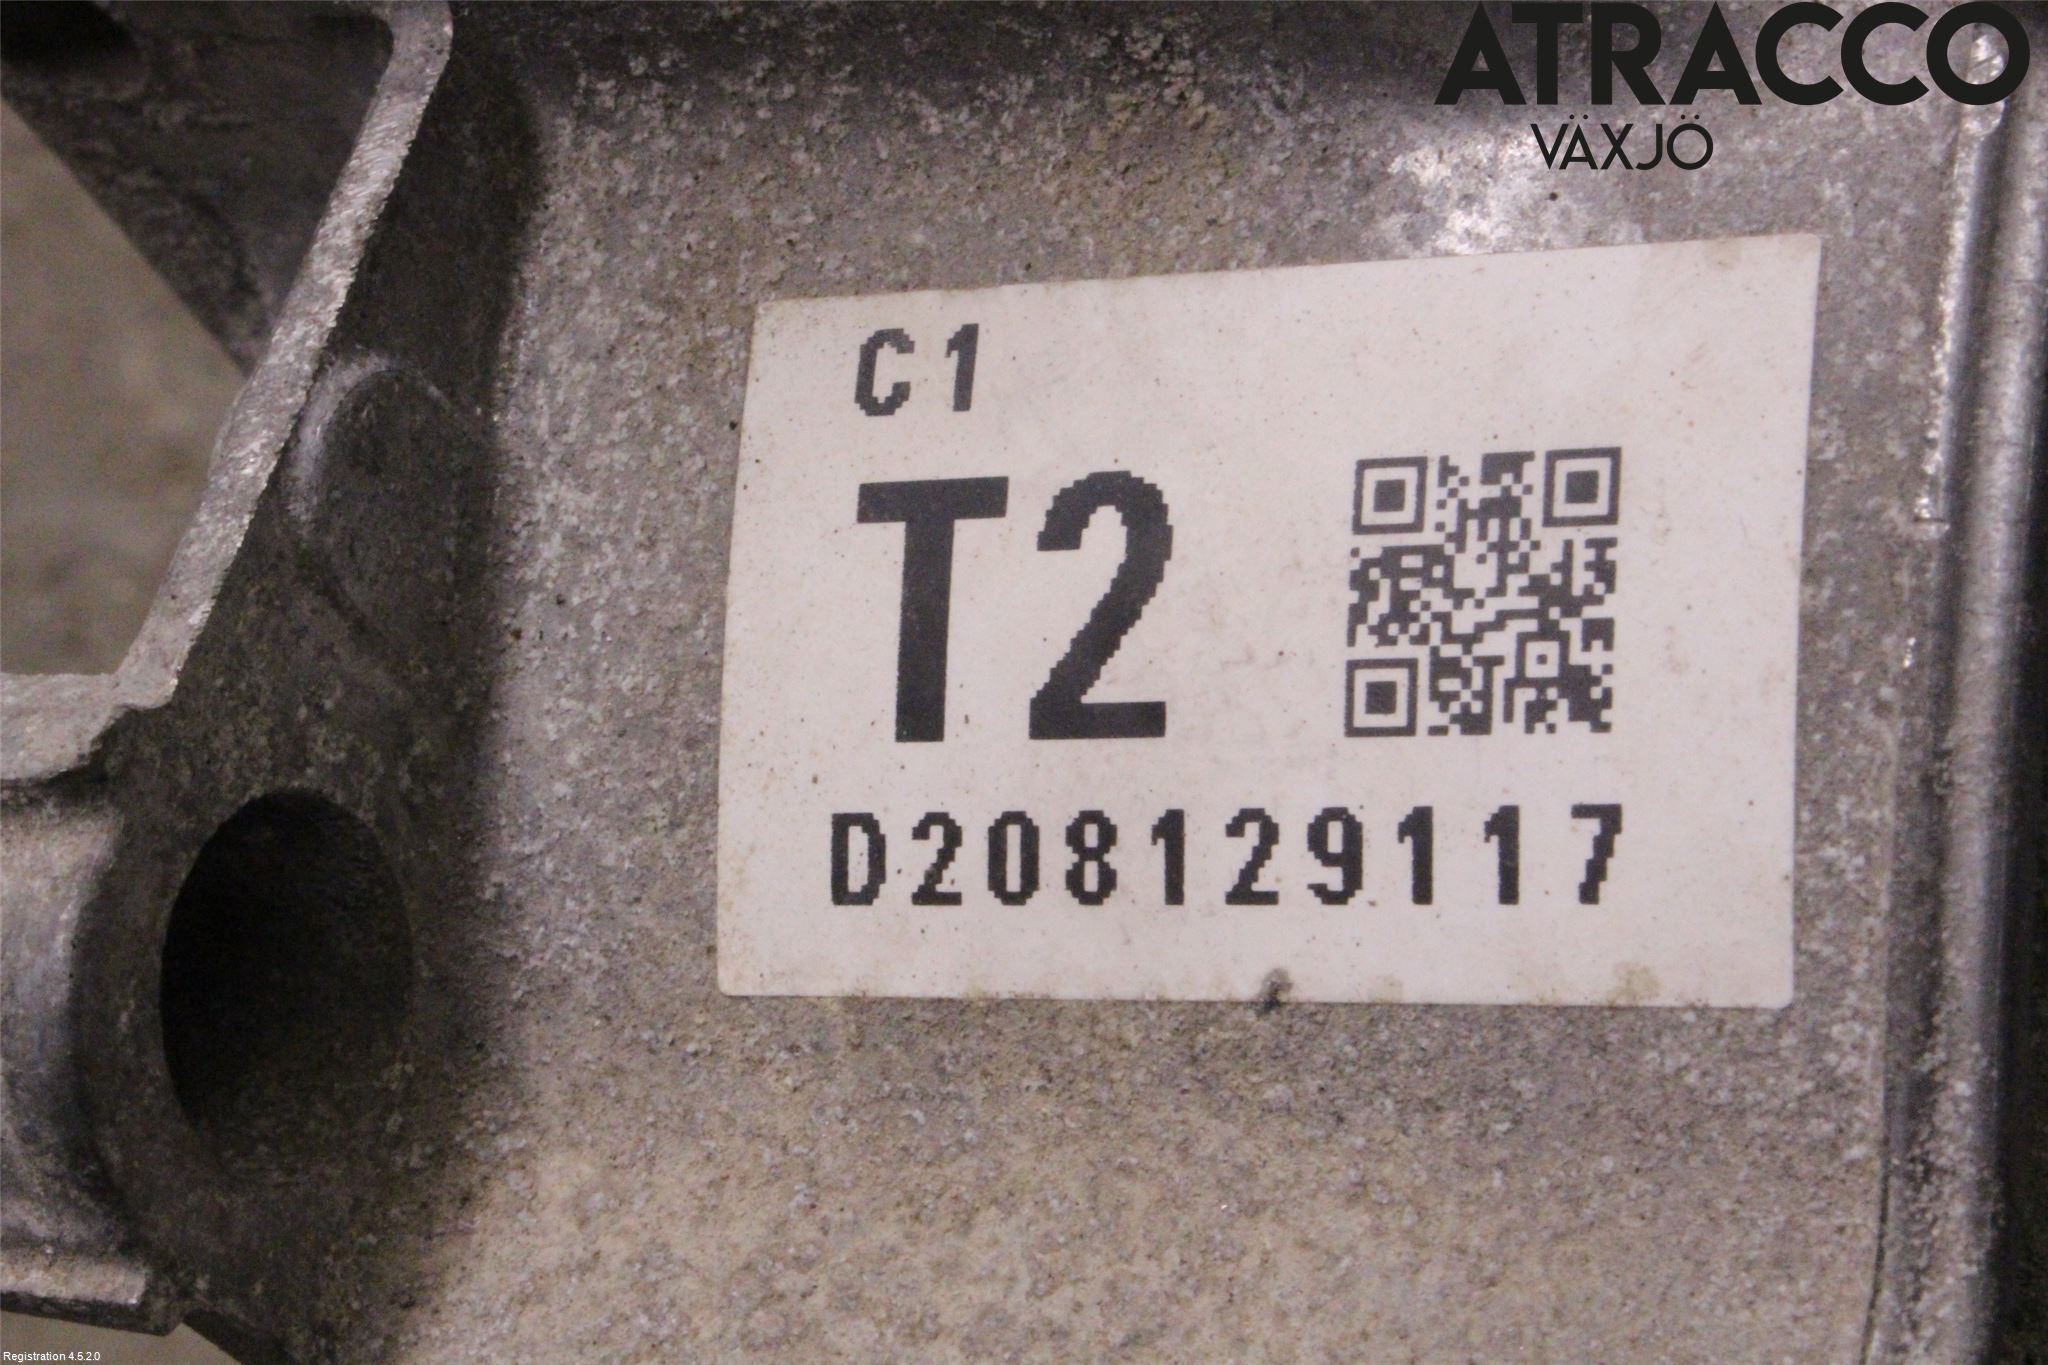 ATRACCO
VÄXJÖ
C1
T2
D208129117
Registration 4.5.2.0